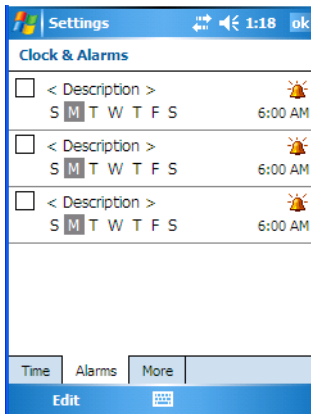 Settings 1:18 ok
Clock & Alarms
< Description >
S M T W T F S 6:00 AM
< Description >
S M T W T F S 6:00 AM
< Description >
S M T W T F S 6:00 AM
Time Alarms More
Edit